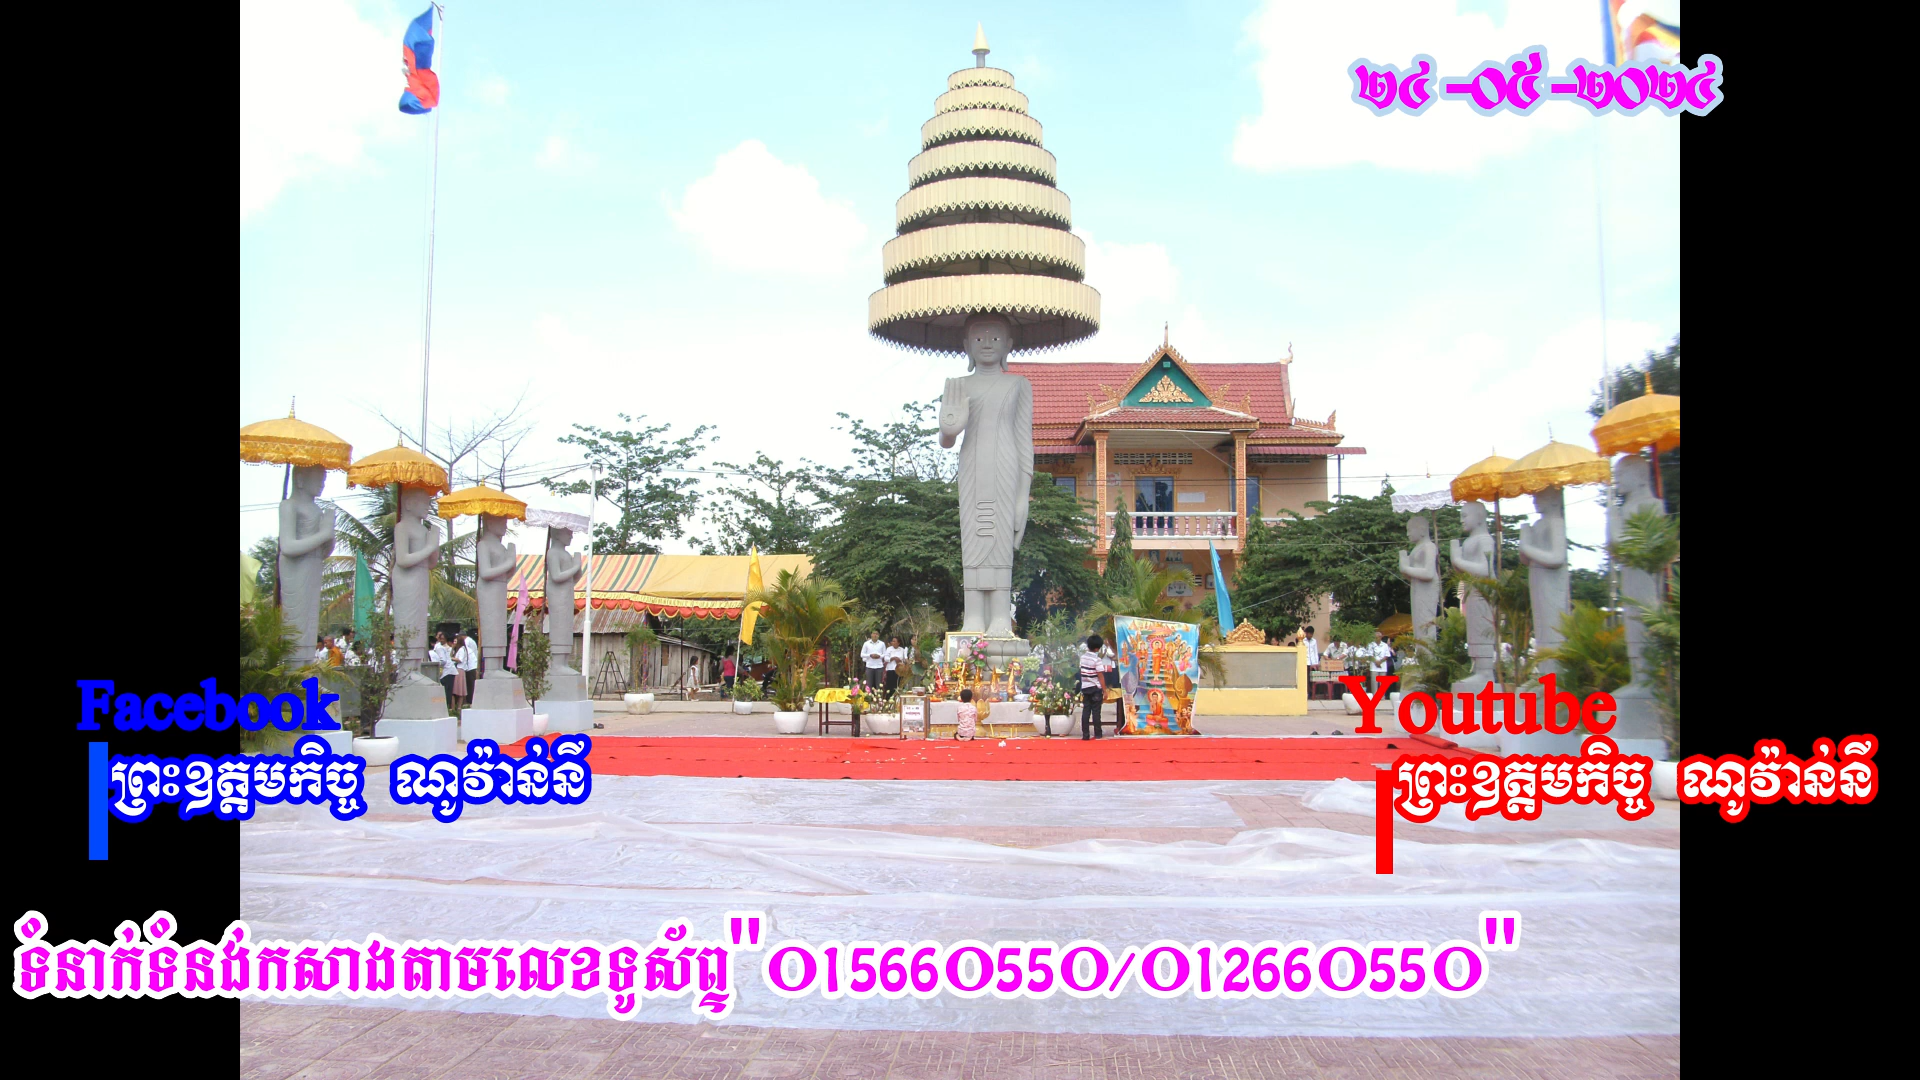 ២៤ -០៥ -២០២៤
Facebook
ព្រះឧត្តមកិច្ច ណូវ៉ាន់នី
Youtube
ព្រះឧត្តមកិច្ច ណូវ៉ាន់នី
ទំនាក់ទំនង់កសាងតាមលេខទូស័ព្ទ"015660550/012660550"